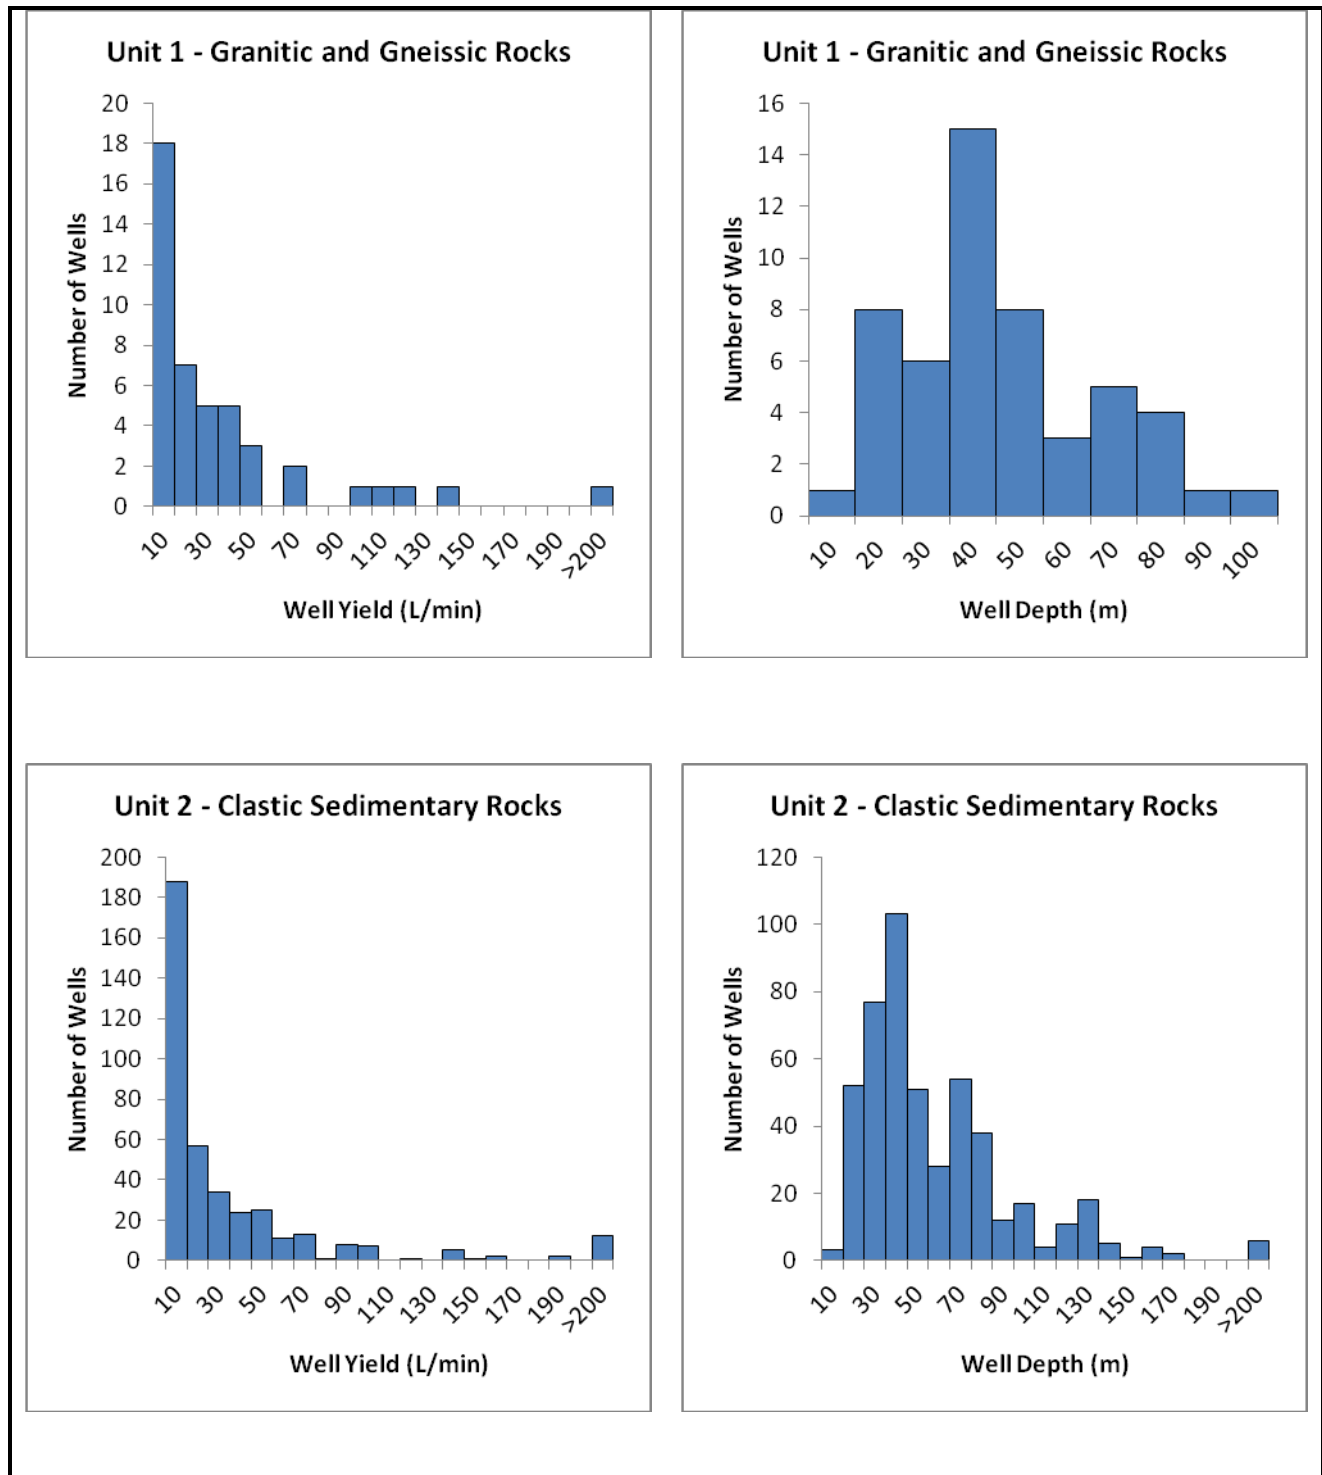 Unit 1 - Granitic and Gneissic Rocks
20
18
16
14
12
10
8
6
4
2
0
Number of Wells
10 30 50 70 90 110 130 150 170 190 >200
Well Yield (L/min)
Unit 1 - Granitic and Gneissic Rocks
16
14
12
10
8
6
4
2
0
Number of Wells
10 20 30 40 50 60 70 80 90 100
Well Depth (m)
Unit 2 - Clastic Sedimentary Rocks
200
180
160
140
120
100
80
60
40
20
0
Number of Wells
10 30 50 70 90 110 130 150 170 190 >200
Well Yield (L/min)
Unit 2 - Clastic Sedimentary Rocks
120
100
80
60
40
20
0
Number of Wells
10 30 50 70 90 110 130 150 170 190 >200
Well Depth (m)